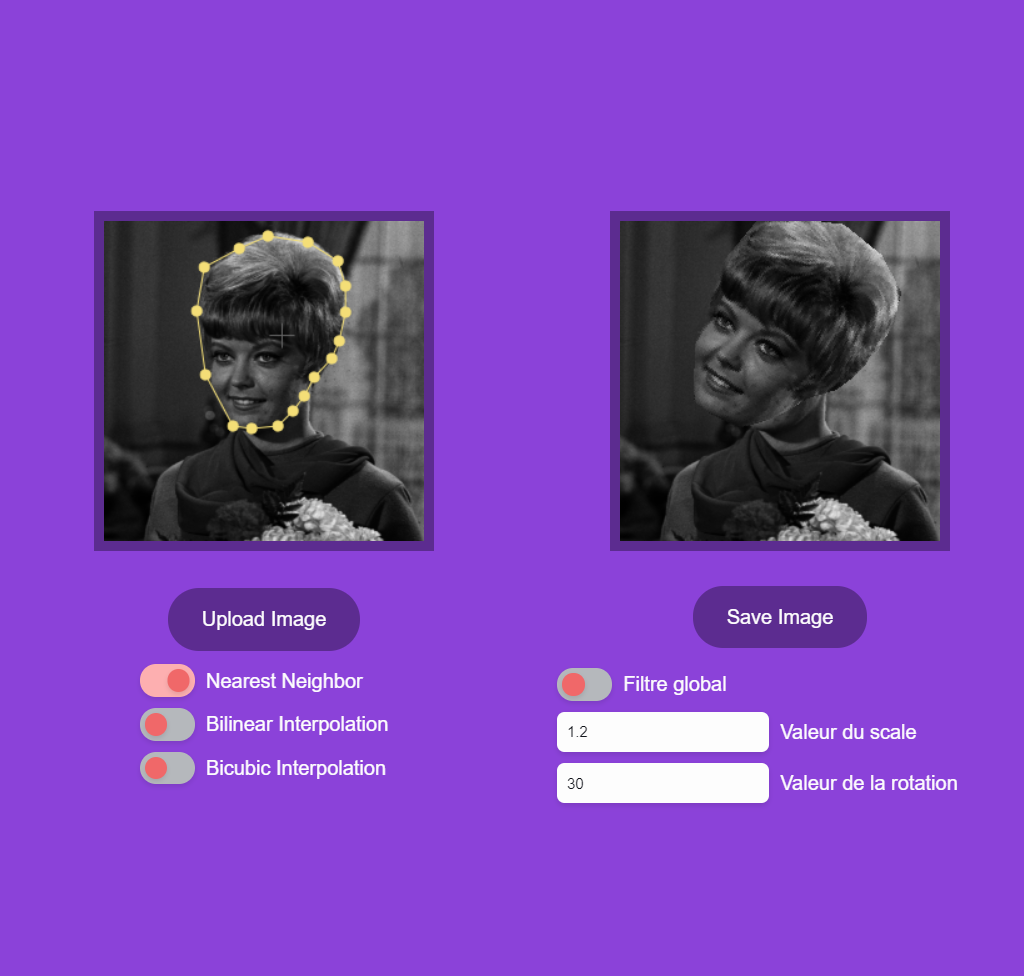 Upload Image
Nearest Neighbor
Bilinear Interpolation
Bicubic Interpolation
Save Image
Filtre global
1.2 Valeur du scale
30 Valeur de la rotation